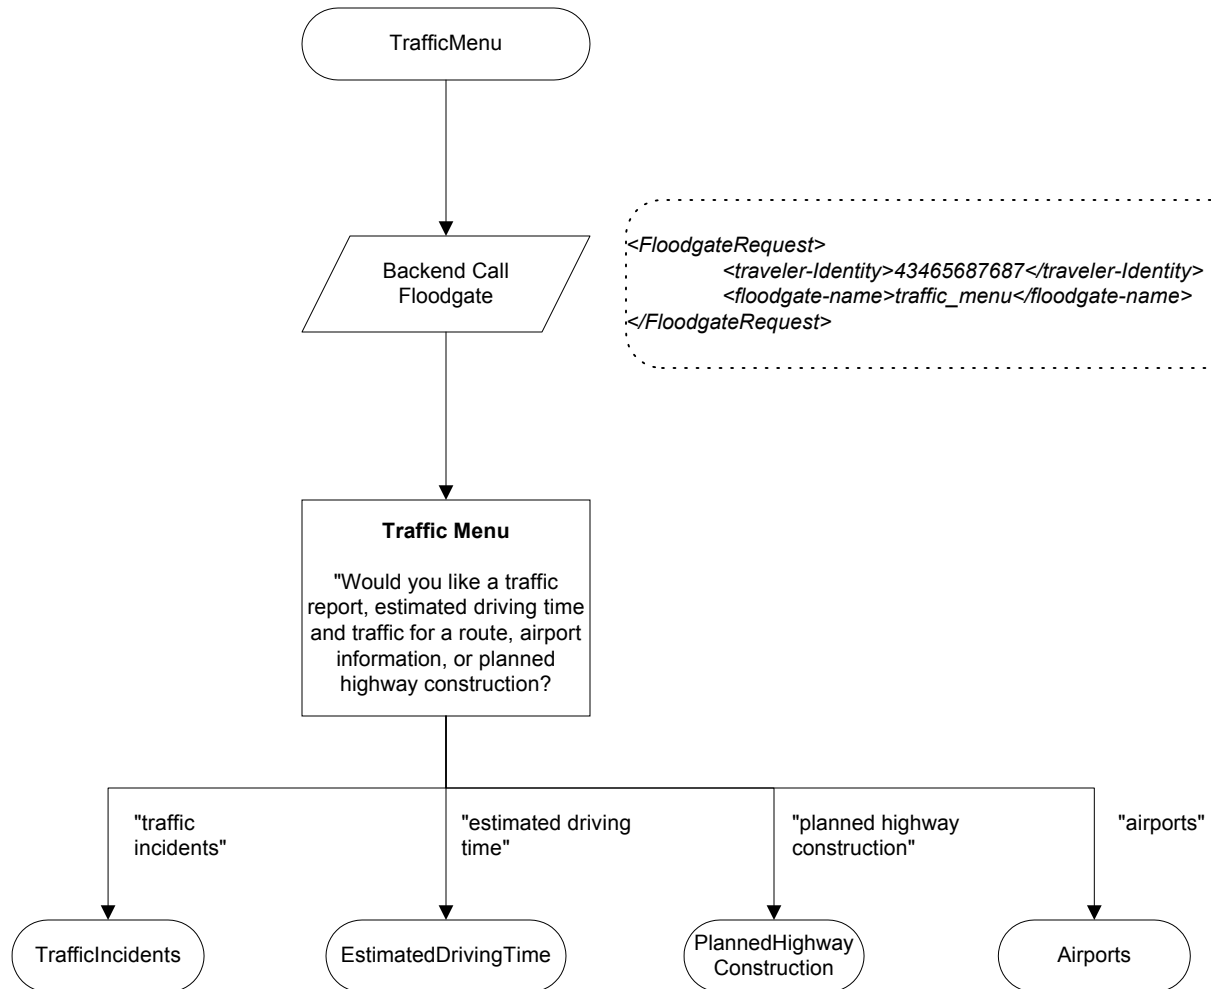 TrafficMenu
Backend Call
Floodgate
<FloodgateRequest>
<traveler-Identity>43465687687</traveler-Identity>
<floodgate-name>traffic_menu</floodgate-name>
</FloodgateRequest>
Traffic Menu
"Would you like a traffic
report, estimated driving time
and traffic for a route, airport
information, or planned
highway construction?
"traffic
incidents"
"estimated driving
time"
"planned highway
construction"
"airports"
TrafficIncidents
EstimatedDrivingTime
PlannedHighway
Construction
Airports